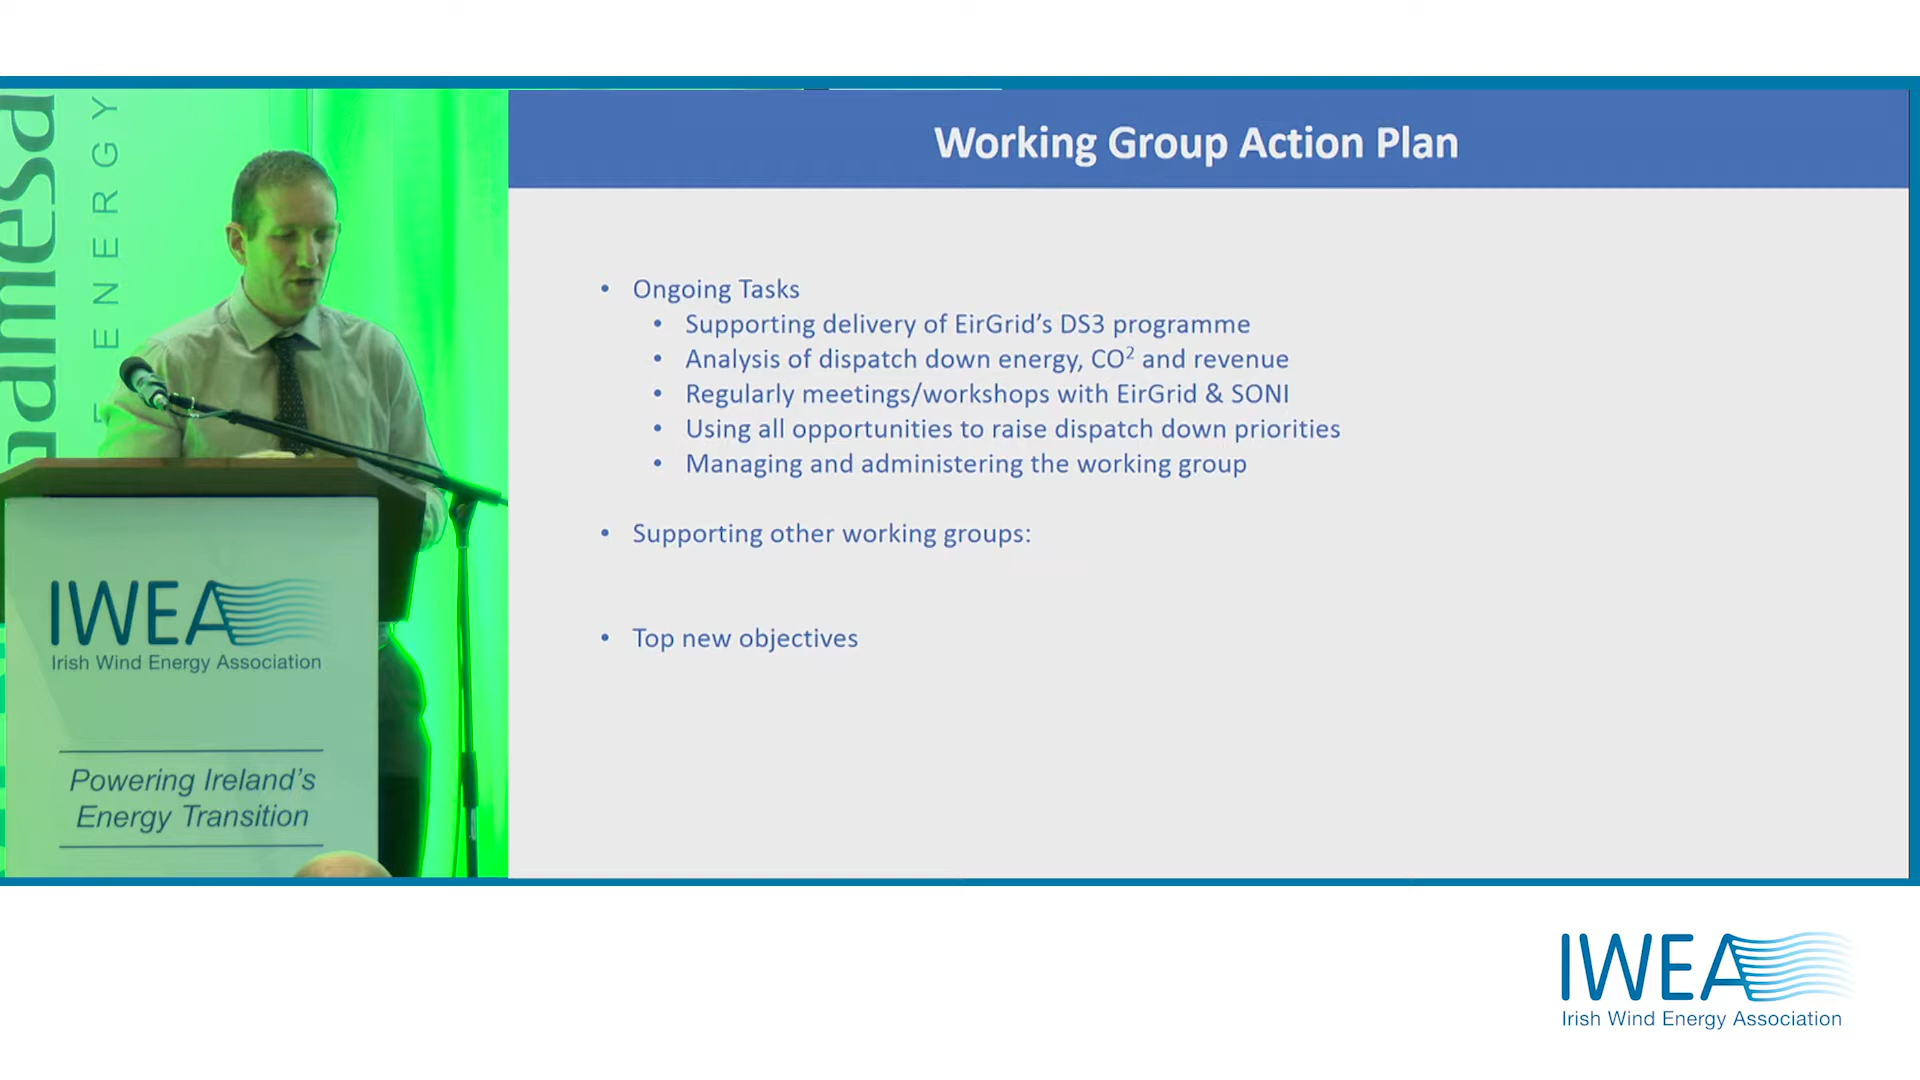 amesa
E ENERGY
IWEA
Irish Wind Energy Association
Powering Ireland's
Energy Transition
Working Group Action Plan
• Ongoing Tasks
• Supporting delivery of EirGrid's DS3 programme
• Analysis of dispatch down energy, CO² and revenue
• Regularly meetings/workshops with EirGrid & SONI
• Using all opportunities to raise dispatch down priorities
• Managing and administering the working group
• Supporting other working groups:
• Top new objectives
IWEA
Irish Wind Energy Association